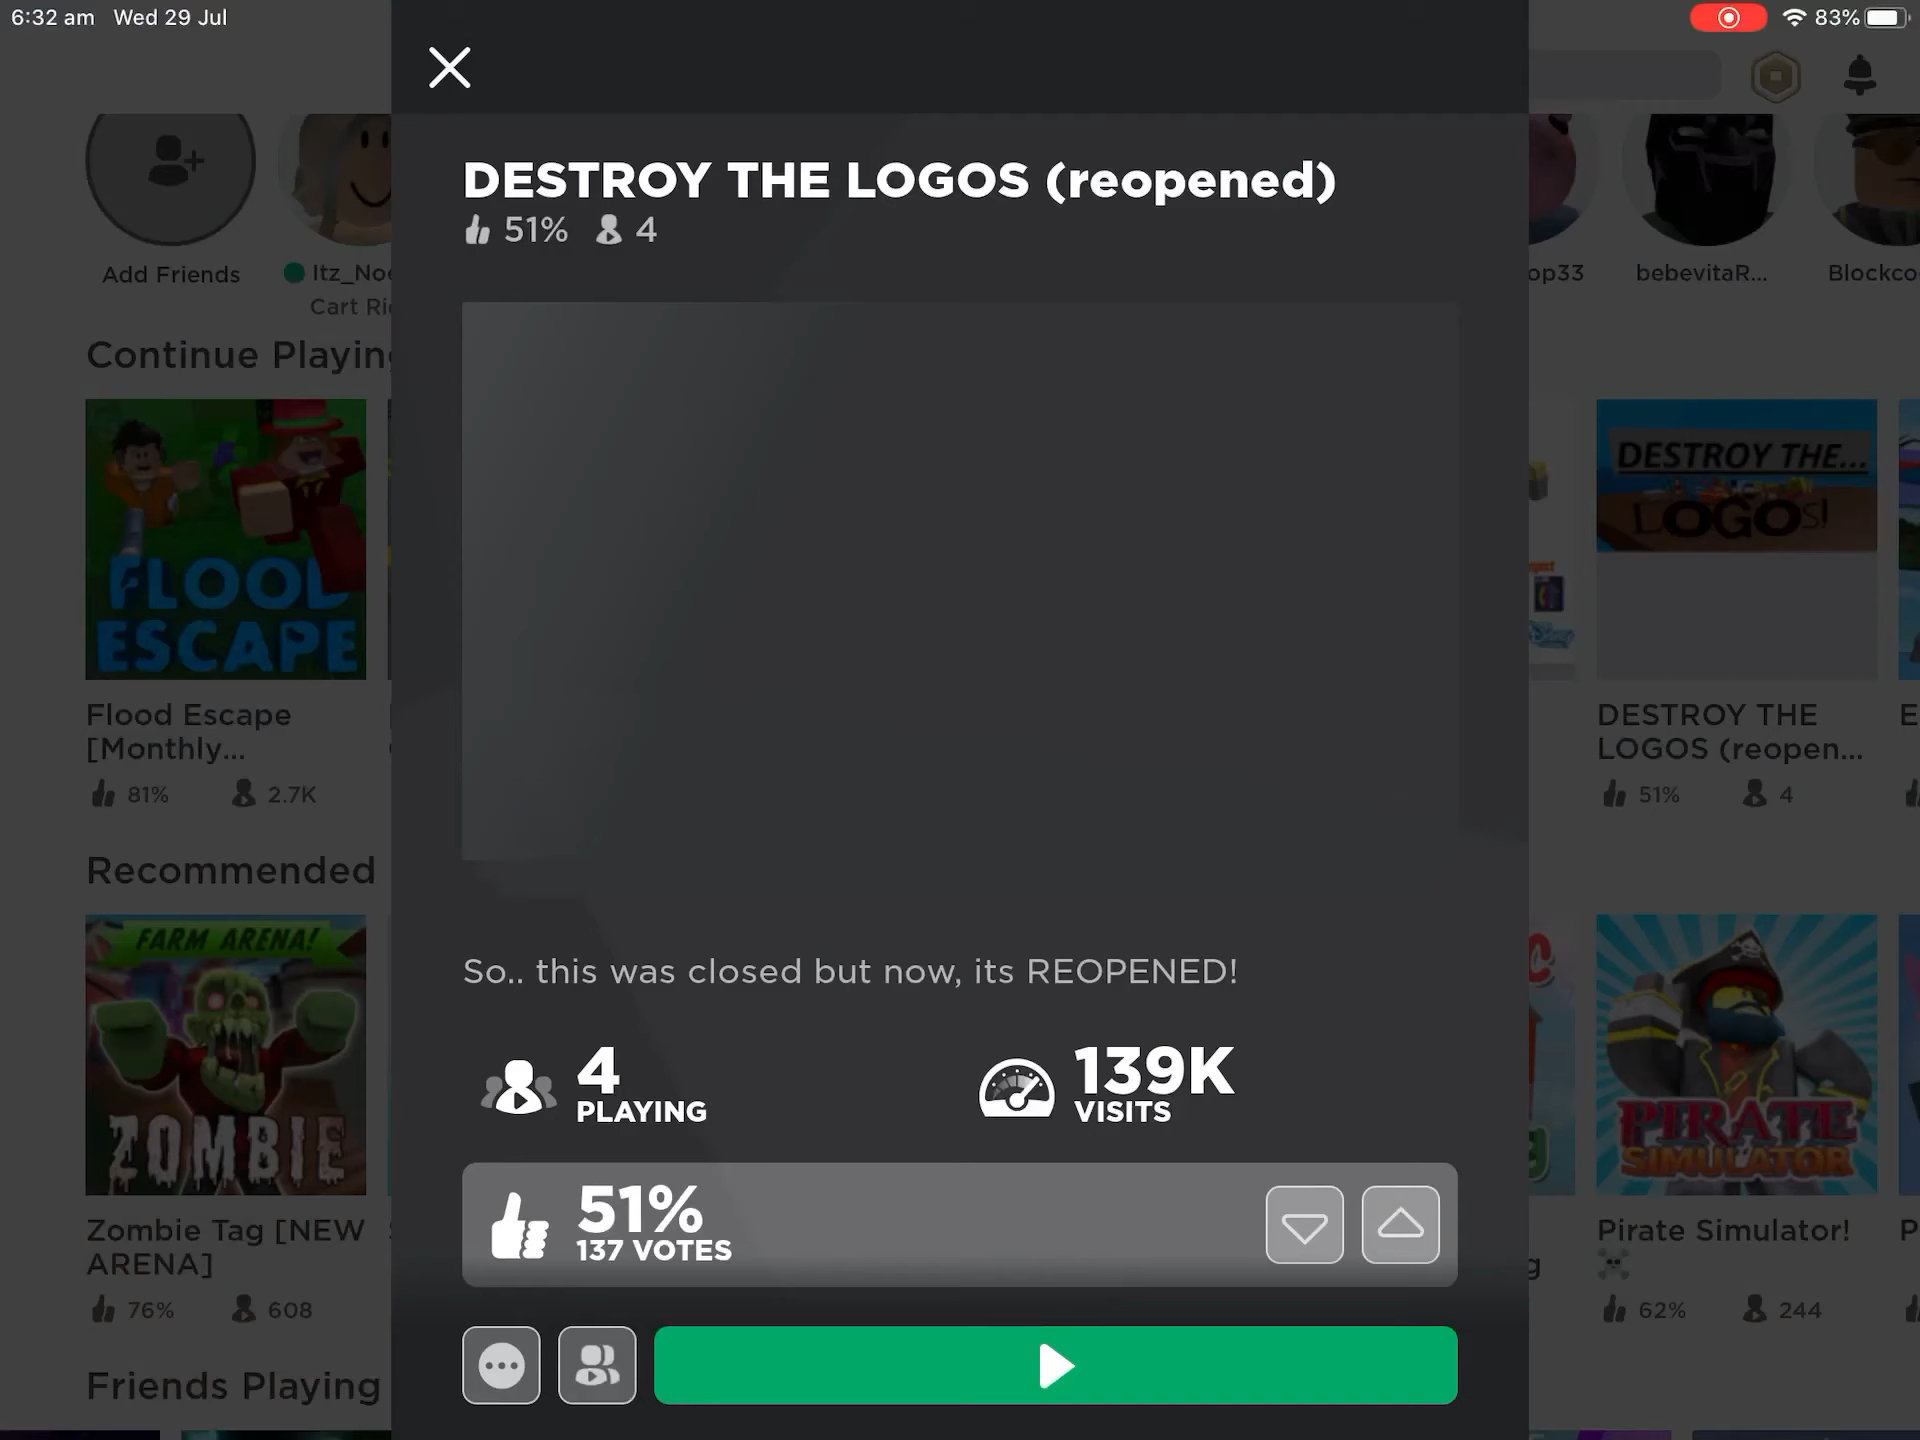 6:32 am Wed 29 Jul
83%
DESTROY THE LOGOS (reopened)
51% 4
Add Friends
Itz_Noe
Cart Ri
op33
bebevitaR...
Blockco
Continue Playing
FLOOD
ESCAPE
Flood Escape
[Monthly...
81% 2.7K
DESTROY THE...
LOGOS!
DESTROY THE
LOGOS (reopen...
51% 4
E
So.. this was closed but now, its REOPENED!
4
PLAYING
139K
VISITS
51%
137 VOTES
Recommended
FARM ARENA!
ZOMBIE
Zombie Tag [NEW
ARENA]
76% 608
PIRATE
SIMULATOR
Pirate Simulator!
62% 244
g
P
Friends Playing